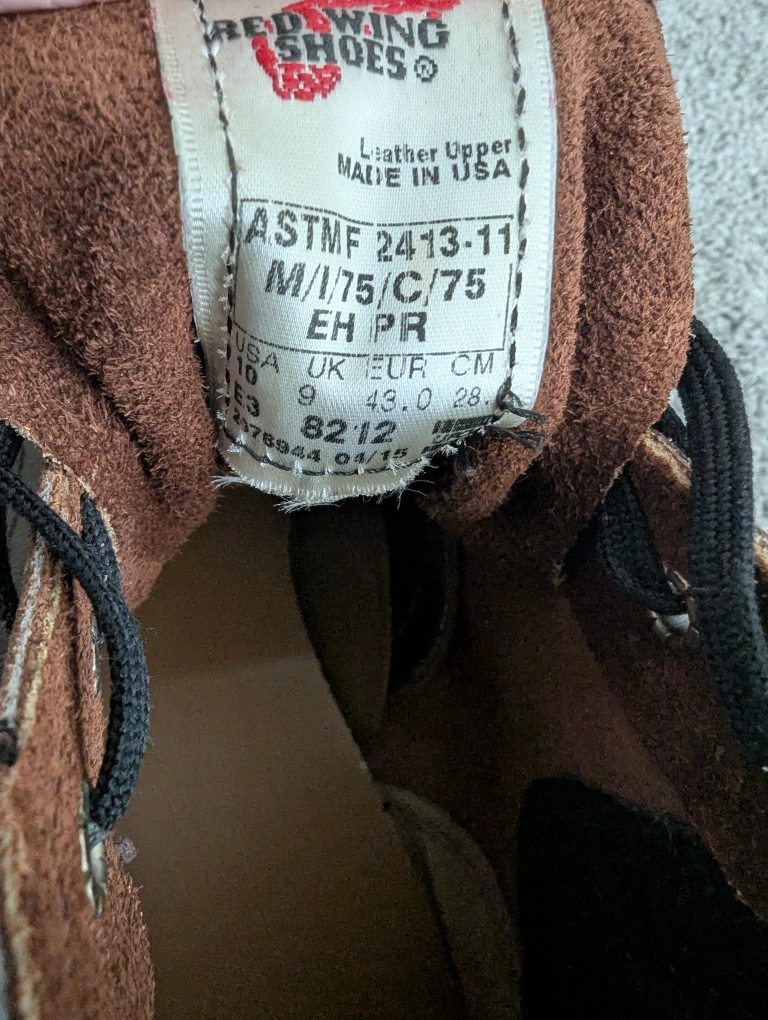 RED WING
SHOES®
Leather Upper
MADE IN USA
ASTMF 2413-11
M/I/75/C/75
EH PR
USA UK EUR CM
10 9 43.0 28.
E3 8212
04/15